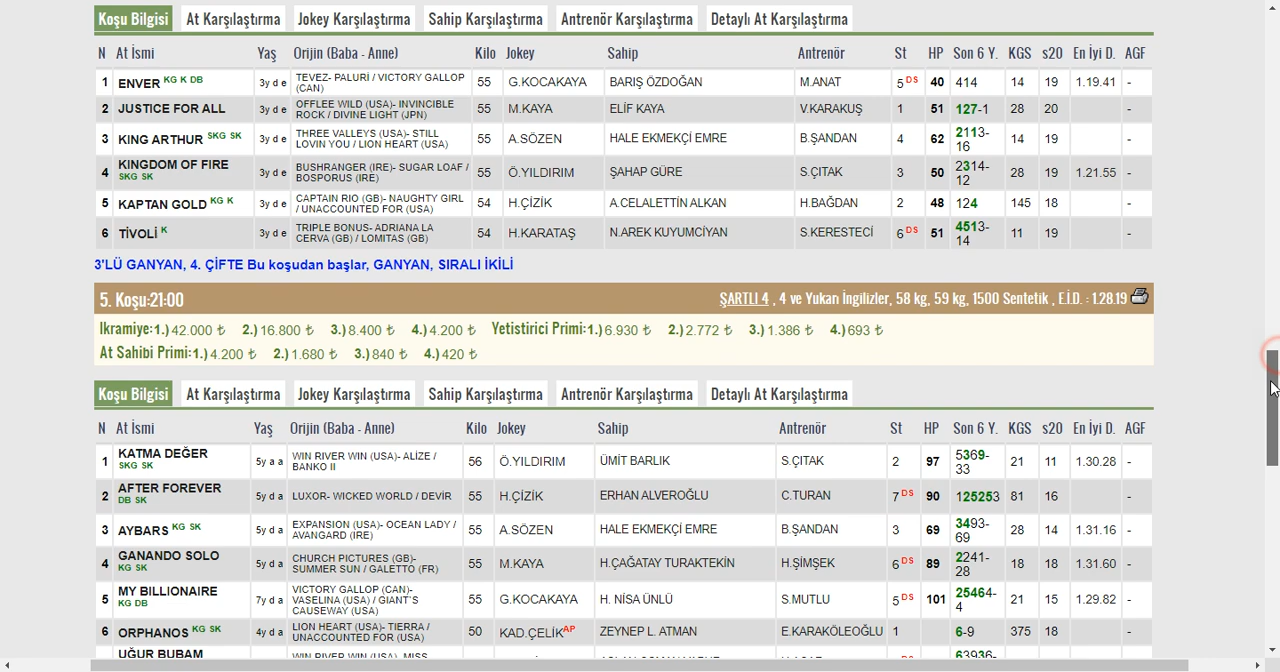 Koşu Bilgisi At Karşılaştırma Jokey Karşılaştırma Sahip Karşılaştırma Antrenör Karşılaştırma Detaylı At Karşılaştırma
N At İsmi Yaş Orijin (Baba - Anne) Kilo Jokey Sahip Antrenör St HP Son 6 Y. KGS s20 En İyi D. AGF
1 ENVER KG K DB 3y d e TEVEZ- PALURİ / VICTORY GALLOP (CAN) 55 G.KOCAKAYA BARIŞ ÖZDOĞAN M.ANAT 5 DS 40 414 14 19 1.19.41 -
2 JUSTICE FOR ALL 3y d e OFFLEE WILD (USA)- INVINCIBLE ROCK / DIVINE LIGHT (JPN) 55 M.KAYA ELİF KAYA V.KARAKUŞ 1 51 127-1 28 20 -
3 KING ARTHUR SKG SK 3y d e THREE VALLEYS (USA)- STILL LOVIN YOU / LION HEART (USA) 55 A.SÖZEN HALE EKMEKÇİ EMRE B.ŞANDAN 4 62 2113-16 14 19 -
4 KINGDOM OF FIRE SKG SK 3y d e BUSHRANGER (IRE)- SUGAR LOAF / BOSPORUS (IRE) 55 Ö.YILDIRIM ŞAHAP GÜRE S.ÇITAK 3 50 2314-12 28 19 1.21.55 -
5 KAPTAN GOLD KG K 3y d e CAPTAIN RIO (GB)- NAUGHTY GIRL / UNACCOUNTED FOR (USA) 54 H.ÇİZİK A.CELALETTİN ALKAN H.BAĞDAN 2 48 124 145 18 -
6 TİVOLİ K 3y d e TRIPLE BONUS- ADRIANA LA CERVA (GB) / LOMITAS (GB) 54 H.KARATAŞ N.AREK KUYUMCİYAN S.KERESTECİ 6 DS 51 4513-14 11 19 -
3'LÜ GANYAN, 4. ÇİFTE Bu koşudan başlar, GANYAN, SIRALI İKİLİ
5. Koşu:21:00 ŞARTLI 4 , 4 ve Yukarı İngilizler, 58 kg, 59 kg, 1500 Sentetik , E.İ.D. : 1.28.19
Ikramiye:1.) 42.000 ₺ 2.) 16.800 ₺ 3.) 8.400 ₺ 4.) 4.200 ₺ Yetistirici Primi:1.) 6.930 ₺ 2.) 2.772 ₺ 3.) 1.386 ₺ 4.) 693 ₺
At Sahibi Primi:1.) 4.200 ₺ 2.) 1.680 ₺ 3.) 840 ₺ 4.) 420 ₺
Koşu Bilgisi At Karşılaştırma Jokey Karşılaştırma Sahip Karşılaştırma Antrenör Karşılaştırma Detaylı At Karşılaştırma
N At İsmi Yaş Orijin (Baba - Anne) Kilo Jokey Sahip Antrenör St HP Son 6 Y. KGS s20 En İyi D. AGF
1 KATMA DEĞER SKG SK 5y a a WIN RIVER WIN (USA)- ALİZE / BANKO II 56 Ö.YILDIRIM ÜMİT BARLIK S.ÇITAK 2 97 5369-33 21 11 1.30.28 -
2 AFTER FOREVER DB SK 5y d a LUXOR- WICKED WORLD / DEVİR 55 H.ÇİZİK ERHAN ALVEROĞLU C.TURAN 7 DS 90 125253 81 16 -
3 AYBARS KG SK 5y d a EXPANSION (USA)- OCEAN LADY / AVANGARD (IRE) 55 A.SÖZEN HALE EKMEKÇİ EMRE B.ŞANDAN 3 69 3493-69 28 14 1.31.16 -
4 GANANDO SOLO KG SK 5y d a CHURCH PICTURES (GB)- SUMMER SUN / GALETTO (FR) 55 M.KAYA H.ÇAĞATAY TURAKTEKİN H.ŞİMŞEK 6 DS 89 2241-28 18 18 1.31.60 -
5 MY BILLIONAIRE KG DB 7y d a VICTORY GALLOP (CAN)- VASELINA (USA) / GIANT'S CAUSEWAY (USA) 55 G.KOCAKAYA H. NİSA ÜNLÜ S.MUTLU 5 DS 101 25464-4 21 15 1.29.82 -
6 ORPHANOS KG SK 4y d a LION HEART (USA)- TIERRA / UNACCOUNTED FOR (USA) 50 KAD.ÇELİK AP ZEYNEP L. ATMAN E.KARAKÖLEOĞLU 1 6-9 375 18 -
UĞUR BUBAM WIN RIVER WIN (USA)- MISS